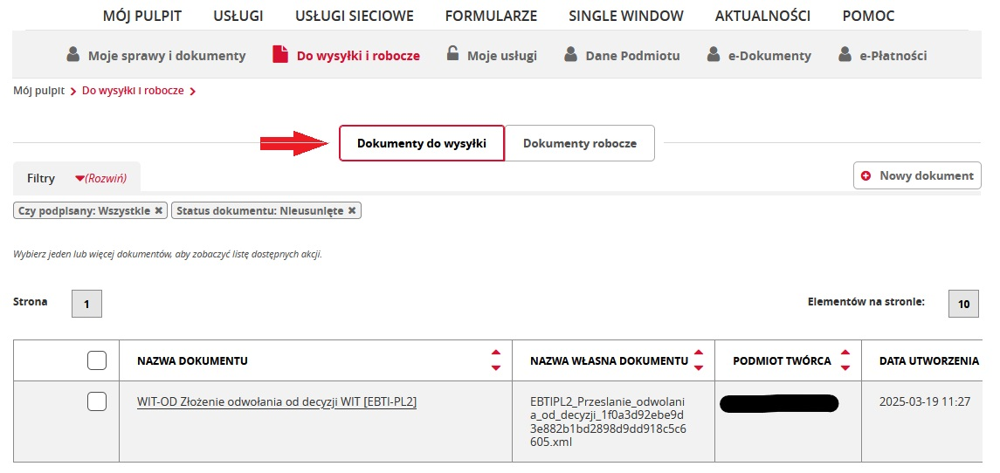 MÓJ PULPIT USŁUGI USŁUGI SIECIOWE FORMULARZE SINGLE WINDOW AKTUALNOŚCI POMOC
Moje sprawy i dokumenty Do wysyłki i robocze Moje usługi Dane Podmiotu e-Dokumenty e-Płatności
Mój pulpit Do wysyłki i robocze
Dokumenty do wysyłki Dokumenty robocze
Filtry (Rozwiń) Nowy dokument
Czy podpisany: Wszystkie ✖ Status dokumentu: Nieusunięte ✖
Wybierz jeden lub więcej dokumentów, aby zobaczyć listę dostępnych akcji.
Strona 1 Elementów na stronie: 10
NAZWA DOKUMENTU NAZWA WŁASNA DOKUMENTU PODMIOT TWÓRCA DATA UTWORZENIA
WIT-OD Złożenie odwołania od decyzji WIT [EBTI-PL2] EBTIPL2_Przeslanie_odwolani 2025-03-19 11:27
a_od_decyzji_1f0a3d92ebe9d
3e882b1bd2898d9dd918c5c6
605.xml